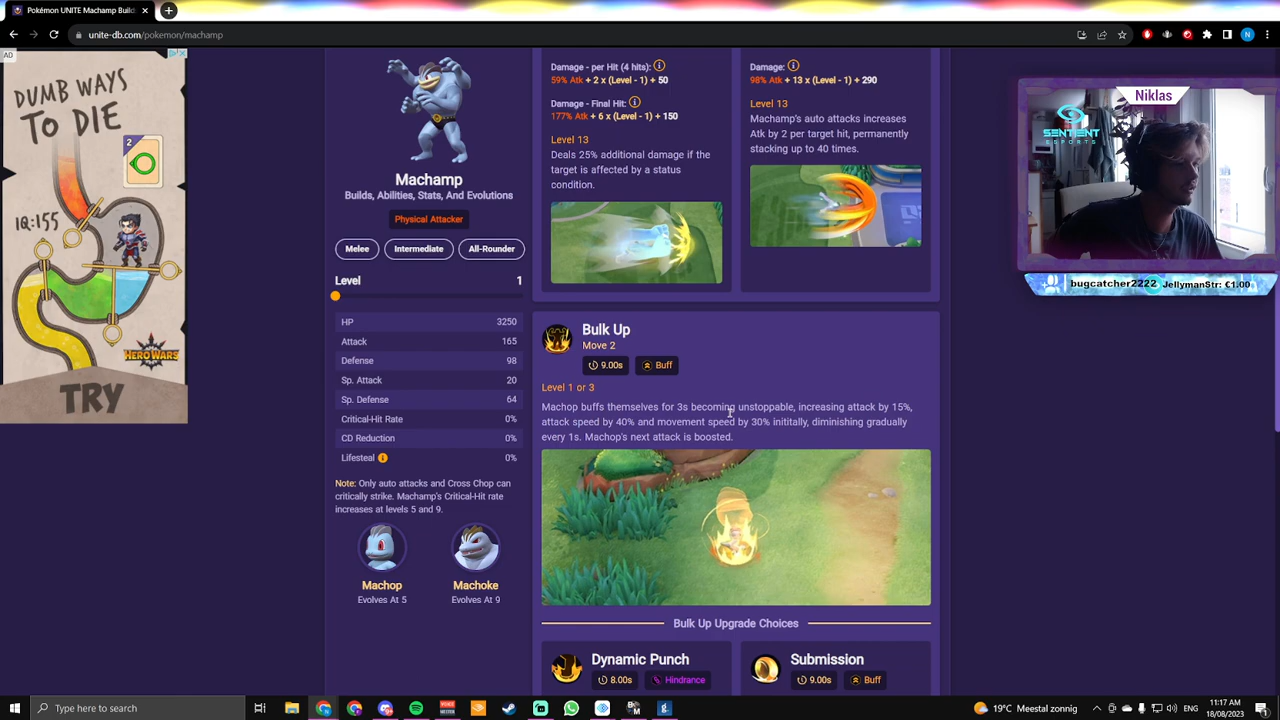 Pokémon UNITE Machamp Build
unite-db.com/pokemon/machamp
AD
DUMB WAYS
TO DIE
2
IQ:155
HERO WARS
TRY
Machamp
Builds, Abilities, Stats, And Evolutions
Physical Attacker
Melee
Intermediate
All-Rounder
Level 1
HP 3250
Attack 165
Defense 98
Sp. Attack 20
Sp. Defense 64
Critical-Hit Rate 0%
CD Reduction 0%
Lifesteal 0%
Note: Only auto attacks and Cross Chop can
critically strike. Machamp's Critical-Hit rate
increases at levels 5 and 9.
Machop
Evolves At 5
Machoke
Evolves At 9
Damage - per Hit (4 hits):
59% Atk + 2 x (Level - 1) + 50
Damage - Final Hit:
177% Atk + 6 x (Level - 1) + 150
Level 13
Deals 25% additional damage if the
target is affected by a status
condition.
Damage:
98% Atk + 13 x (Level - 1) + 290
Level 13
Machamp's auto attacks increases
Atk by 2 per target hit, permanently
stacking up to 40 times.
Bulk Up
Move 2
9.00s
Buff
Level 1 or 3
Machop buffs themselves for 3s becoming unstoppable, increasing attack by 15%,
attack speed by 40% and movement speed by 30% inititally, diminishing gradually
every 1s. Machop's next attack is boosted.
Bulk Up Upgrade Choices
Dynamic Punch
8.00s
Hindrance
Submission
9.00s
Buff
Niklas
SENTIENT
ESPORTS
bugcatcher2222
JellymanStr: €1.00
Type here to search
19°C Meestal zonnig
11:17 AM
18/08/2023